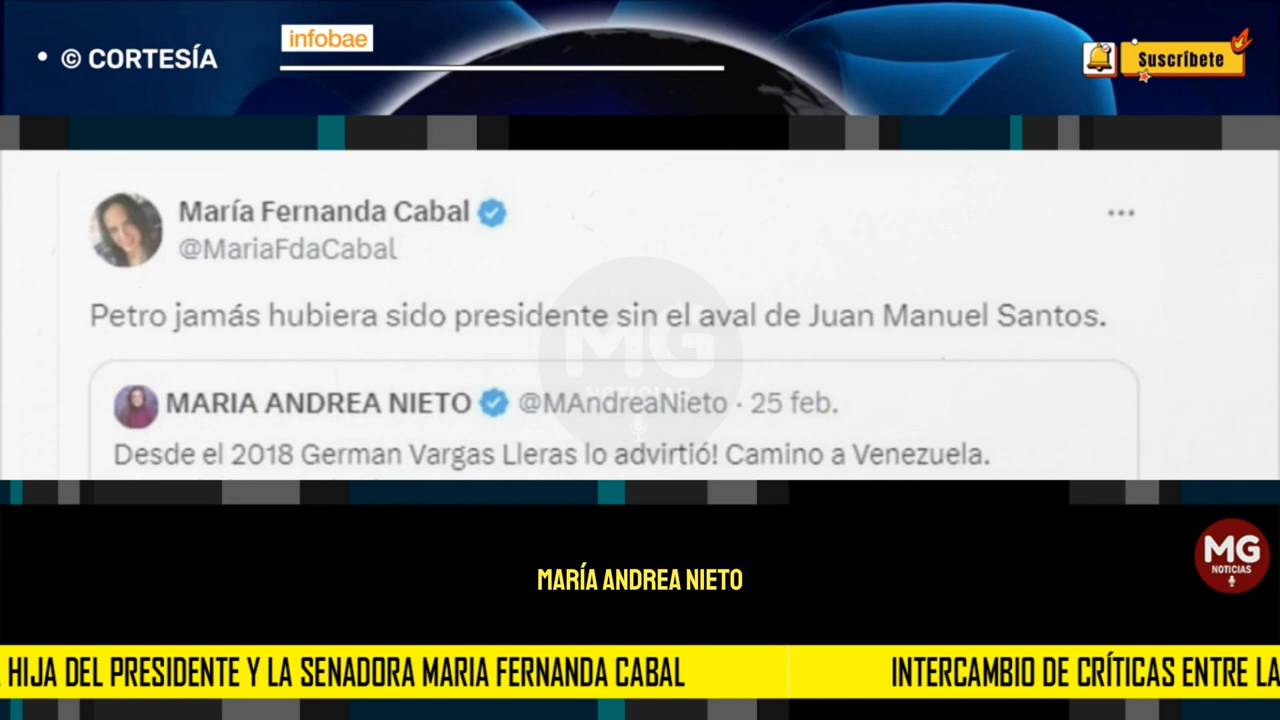 • © CORTESÍA
infobae
Suscríbete
María Fernanda Cabal
@MariaFdaCabal
Petro jamás hubiera sido presidente sin el aval de Juan Manuel Santos.
MG
NOTICIAS
MARIA ANDREA NIETO @MAndreaNieto · 25 feb.
Desde el 2018 German Vargas Lleras lo advirtió! Camino a Venezuela.
MG
NOTICIAS
MARÍA ANDREA NIETO
HIJA DEL PRESIDENTE Y LA SENADORA MARIA FERNANDA CABAL
INTERCAMBIO DE CRÍTICAS ENTRE LA